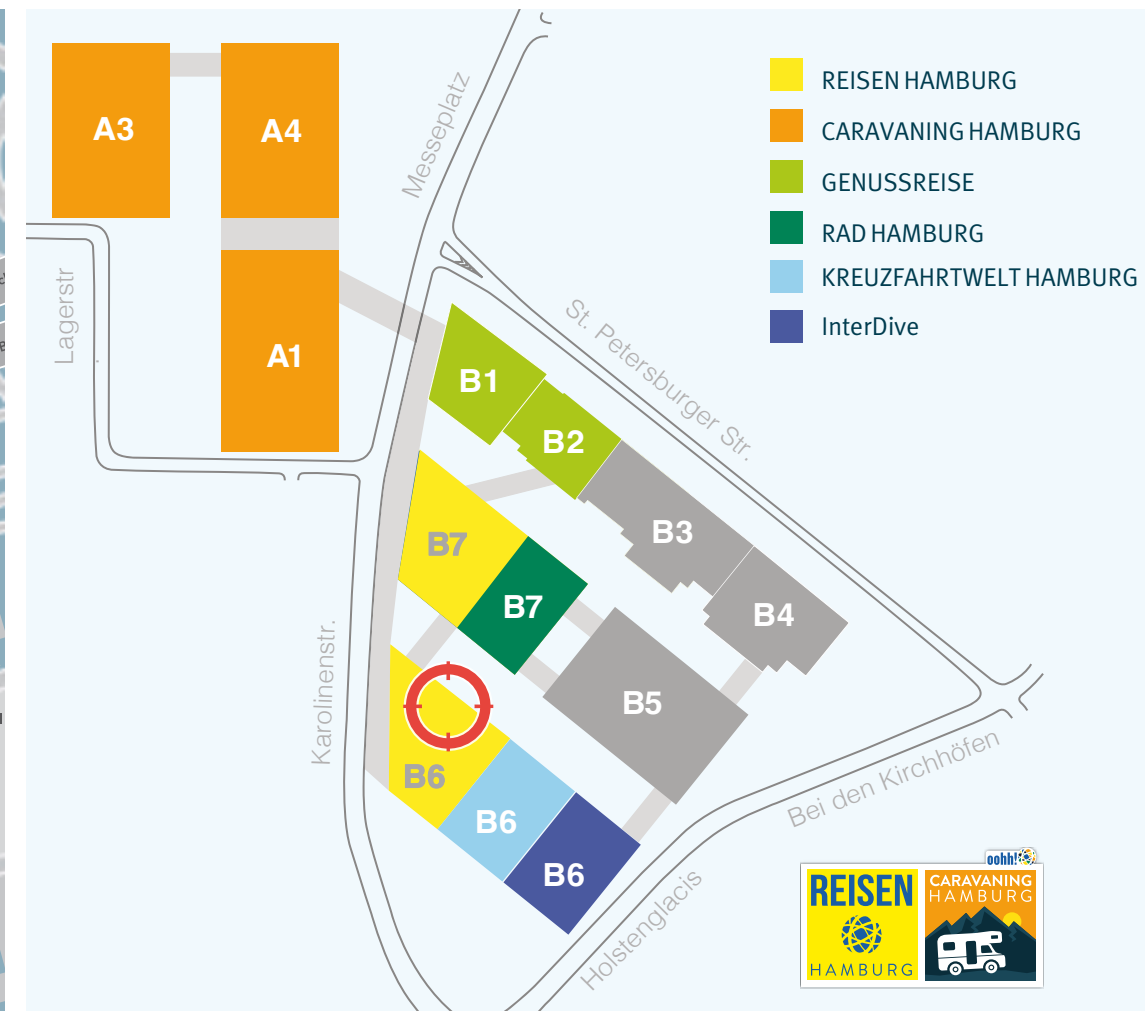 A3
A4
A1
Messeplatz
Lagerstr
.
St. Petersburger Str.
Karolinenstr.
Bei den Kirchhöfen
Holstenglacis
B1
B2
B3
B4
B7
B7
B5
B6
B6
B6
REISEN HAMBURG
CARAVANING HAMBURG
GENUSSREISE
RAD HAMBURG
KREUZFAHRTWELT HAMBURG
InterDive
oohh!
REISEN
HAMBURG
CARAVANING
HAMBURG